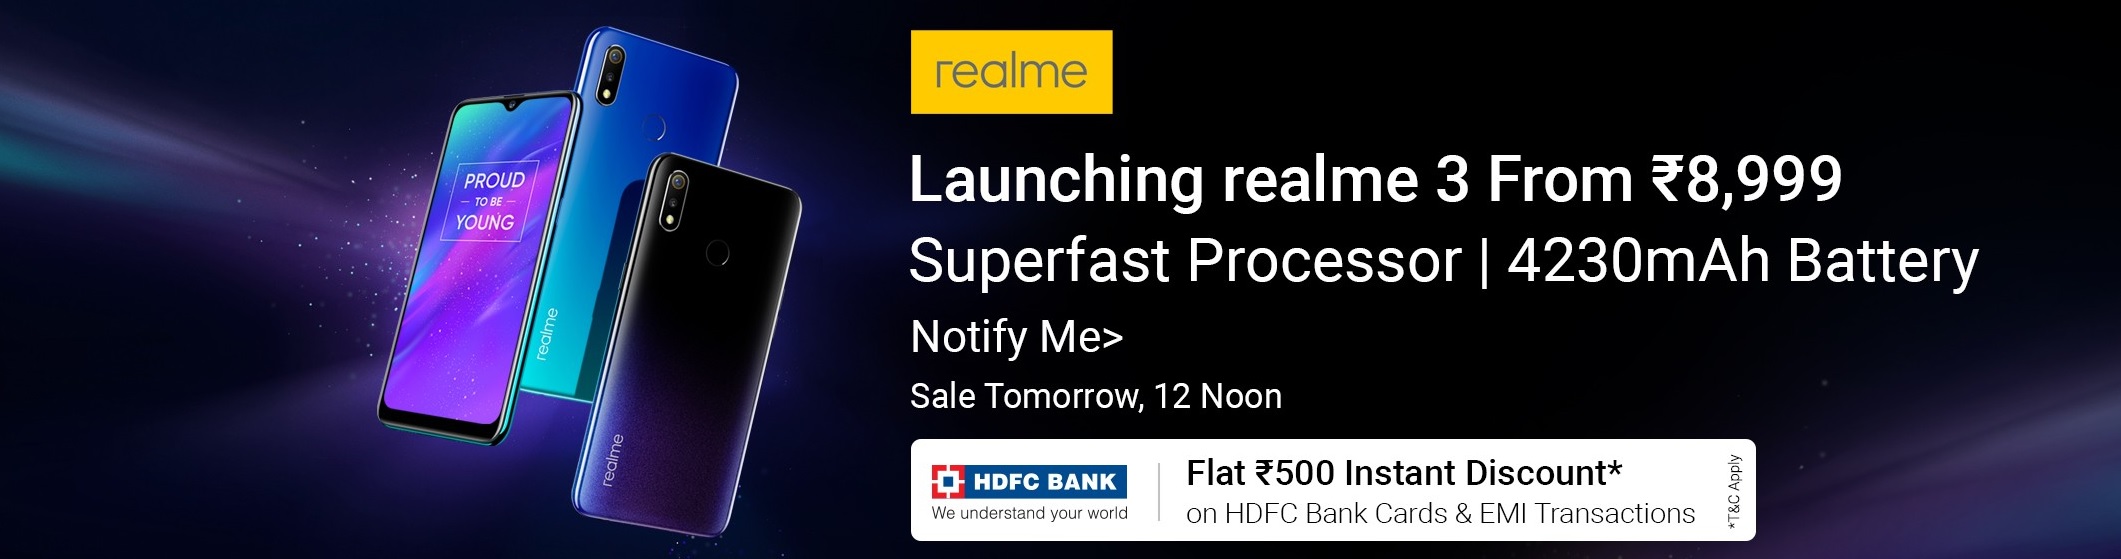 PROUD
TO BE
YOUNG
realme
realme
realme
Launching realme 3 From ₹8,999
Superfast Processor | 4230mAh Battery
Notify Me>
Sale Tomorrow, 12 Noon
HDFC BANK
We understand your world
Flat ₹500 Instant Discount*
on HDFC Bank Cards & EMI Transactions
*T&C Apply